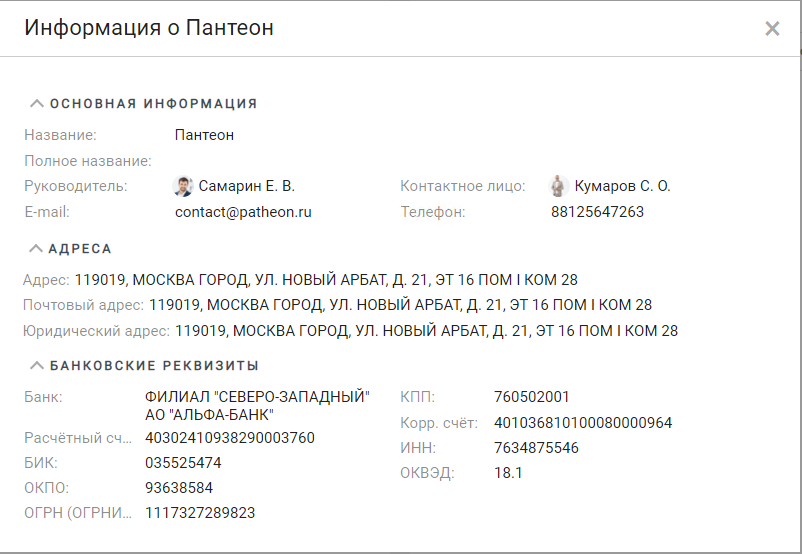 Информация о Пантеон
ОСНОВНАЯ ИНФОРМАЦИЯ
Название: Пантеон
Полное название:
Руководитель: Самарин Е. В. Контактное лицо: Кумаров С. О.
E-mail: contact@patheon.ru Телефон: 88125647263
АДРЕСА
Адрес: 119019, МОСКВА ГОРОД, УЛ. НОВЫЙ АРБАТ, Д. 21, ЭТ 16 ПОМ I КОМ 28
Почтовый адрес: 119019, МОСКВА ГОРОД, УЛ. НОВЫЙ АРБАТ, Д. 21, ЭТ 16 ПОМ I КОМ 28
Юридический адрес: 119019, МОСКВА ГОРОД, УЛ. НОВЫЙ АРБАТ, Д. 21, ЭТ 16 ПОМ I КОМ 28
БАНКОВСКИЕ РЕКВИЗИТЫ
Банк: ФИЛИАЛ "СЕВЕРО-ЗАПАДНЫЙ" КПП: 760502001
АО "АЛЬФА-БАНК"
Корр. счёт: 401036810100080000964
Расчётный сч... 40302410938290003760
ИНН: 7634875546
БИК: 035525474
ОКВЭД: 18.1
ОКПО: 93638584
ОГРН (ОГРНИ... 1117327289823